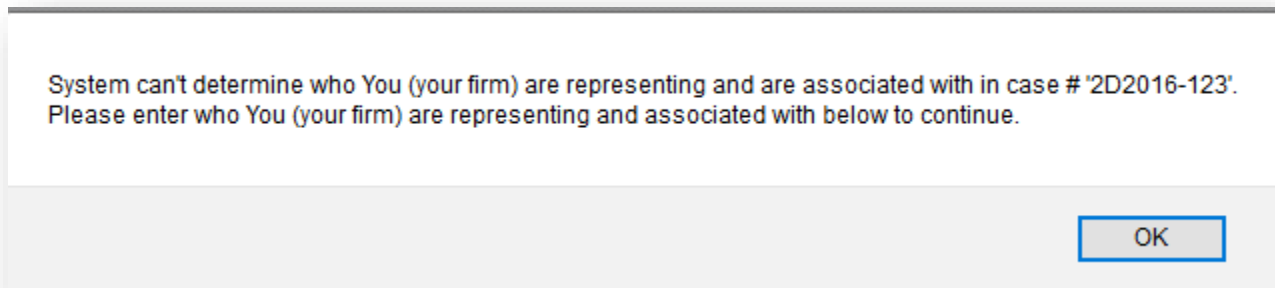 System can't determine who You (your firm) are representing and are associated with in case # '2D2016-123'.
Please enter who You (your firm) are representing and associated with below to continue.
OK